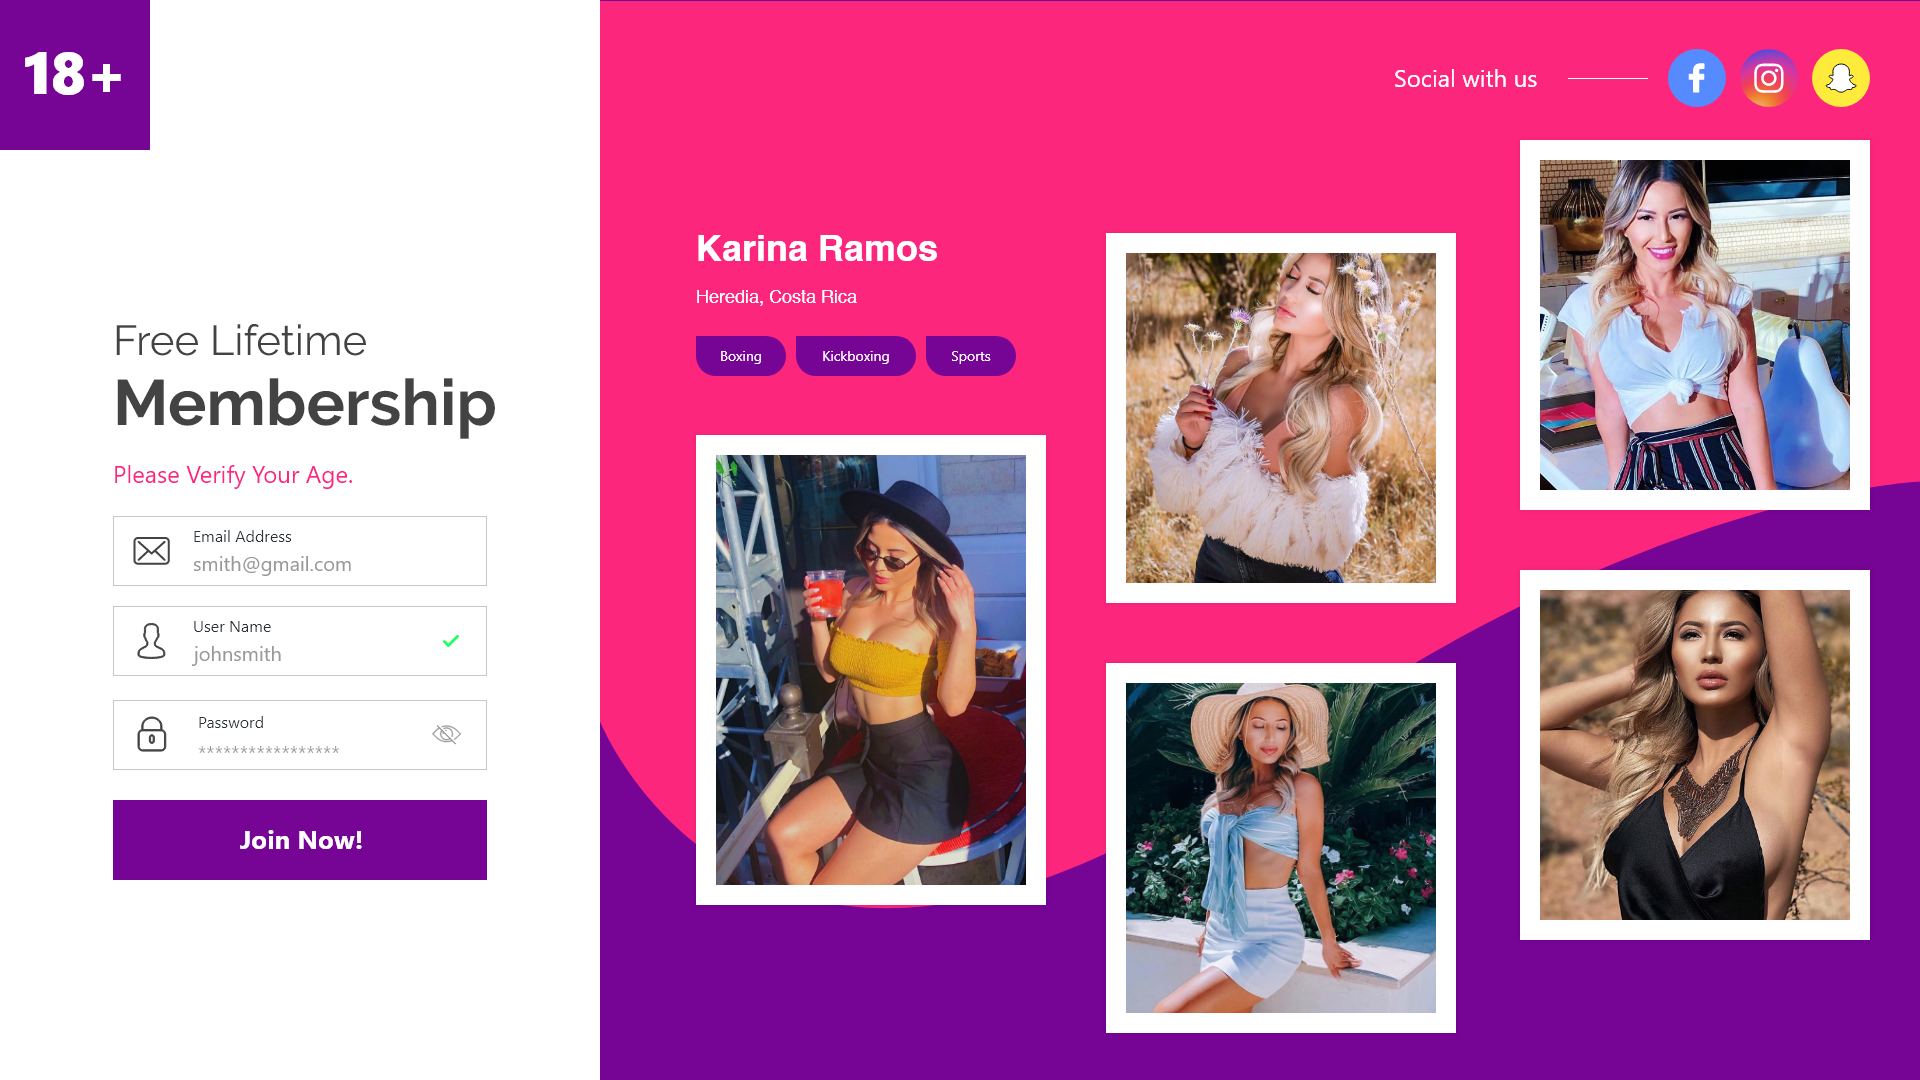 18+
Free Lifetime
Membership
Please Verify Your Age.
Email Address
smith@gmail.com
User Name
johnsmith
Password
*****************
Join Now!
Social with us
Karina Ramos
Heredia, Costa Rica
Boxing
Kickboxing
Sports